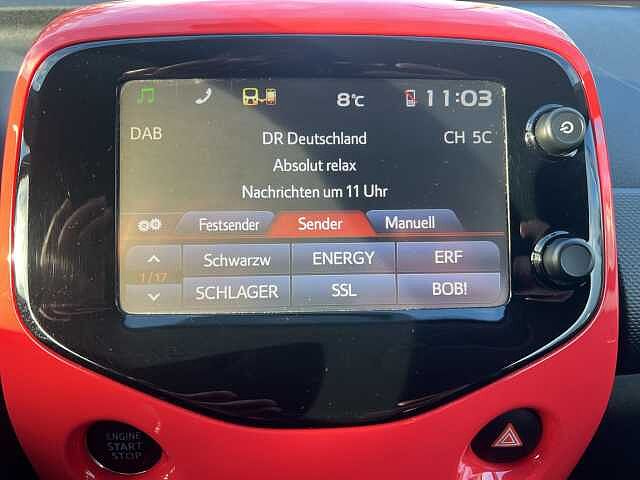 8°C 11:03
DAB DR Deutschland CH 5C
Absolut relax
Nachrichten um 11 Uhr
Festsender Sender Manuell
Schwarzw ENERGY ERF
1/17
SCHLAGER SSL BOB!
ENGINE
START
STOP